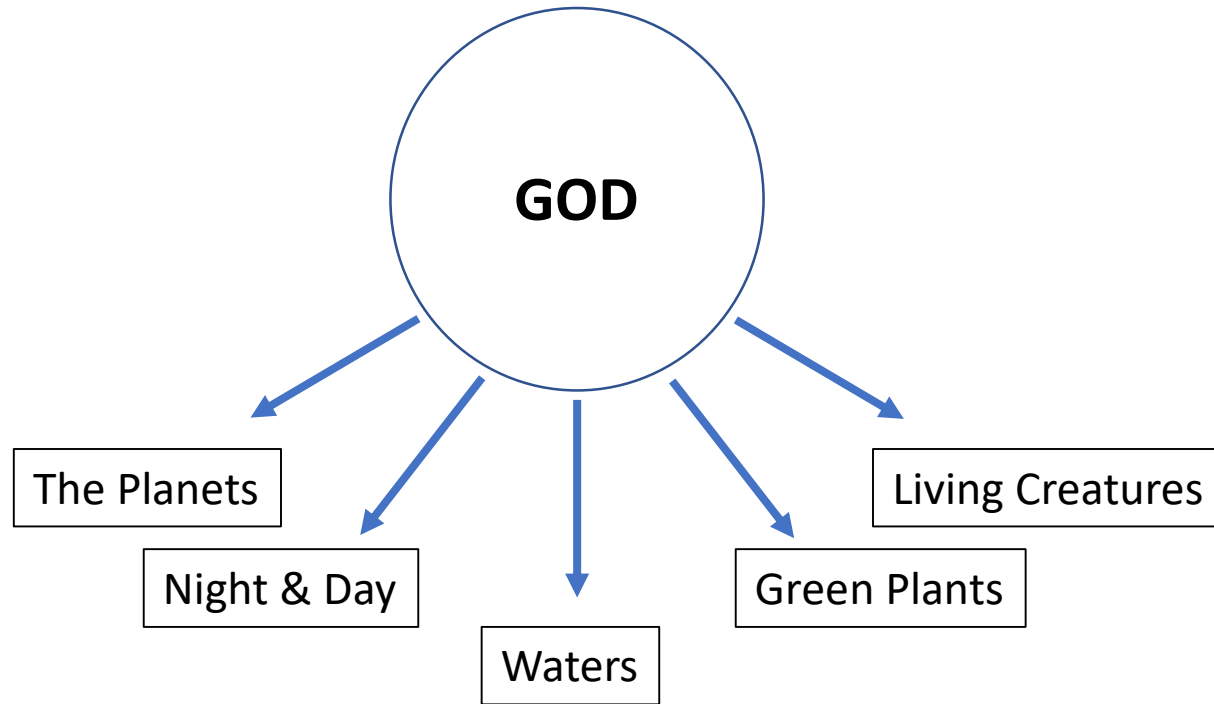 GOD
The Planets
Living Creatures
Night & Day
Green Plants
Waters